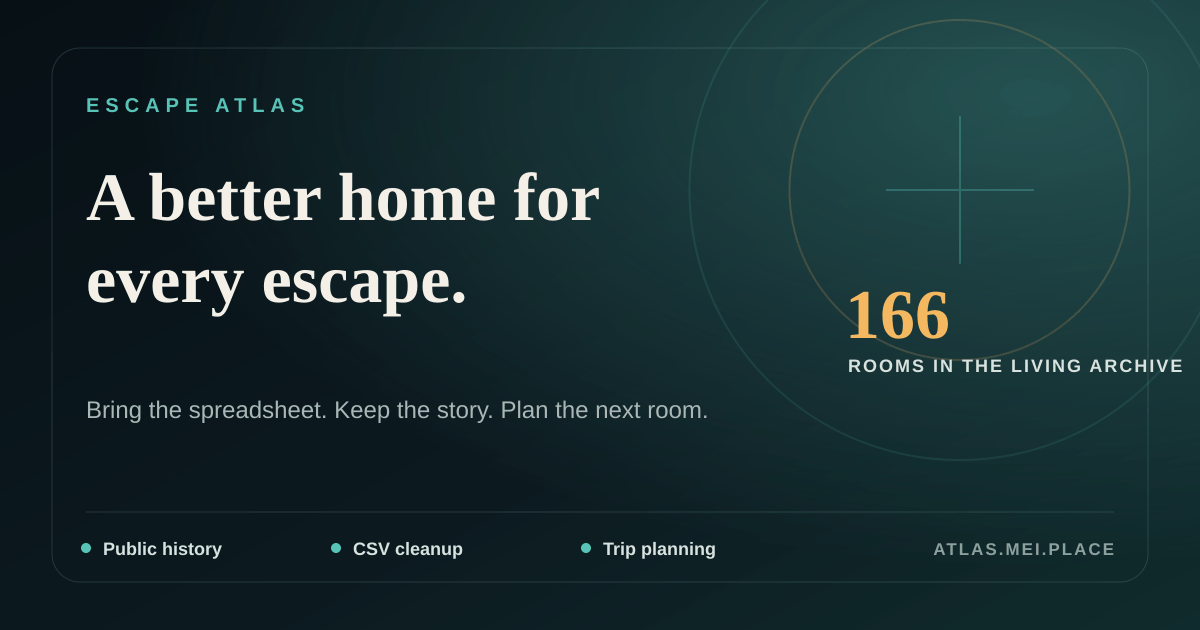 ESCAPE ATLAS
A better home for
every escape.
166
ROOMS IN THE LIVING ARCHIVE
Bring the spreadsheet. Keep the story. Plan the next room.
Public history
CSV cleanup
Trip planning
ATLAS.MEI.PLACE